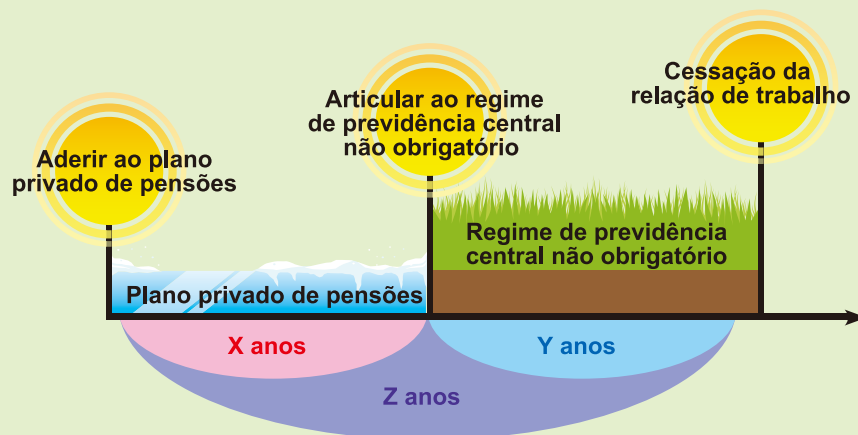 Aderir ao plano
privado de pensões
Articular ao regime
de previdência central
não obrigatório
Cessação da
relação de trabalho
Plano privado de pensões
Regime de previdência
central não obrigatório
X anos
Y anos
Z anos